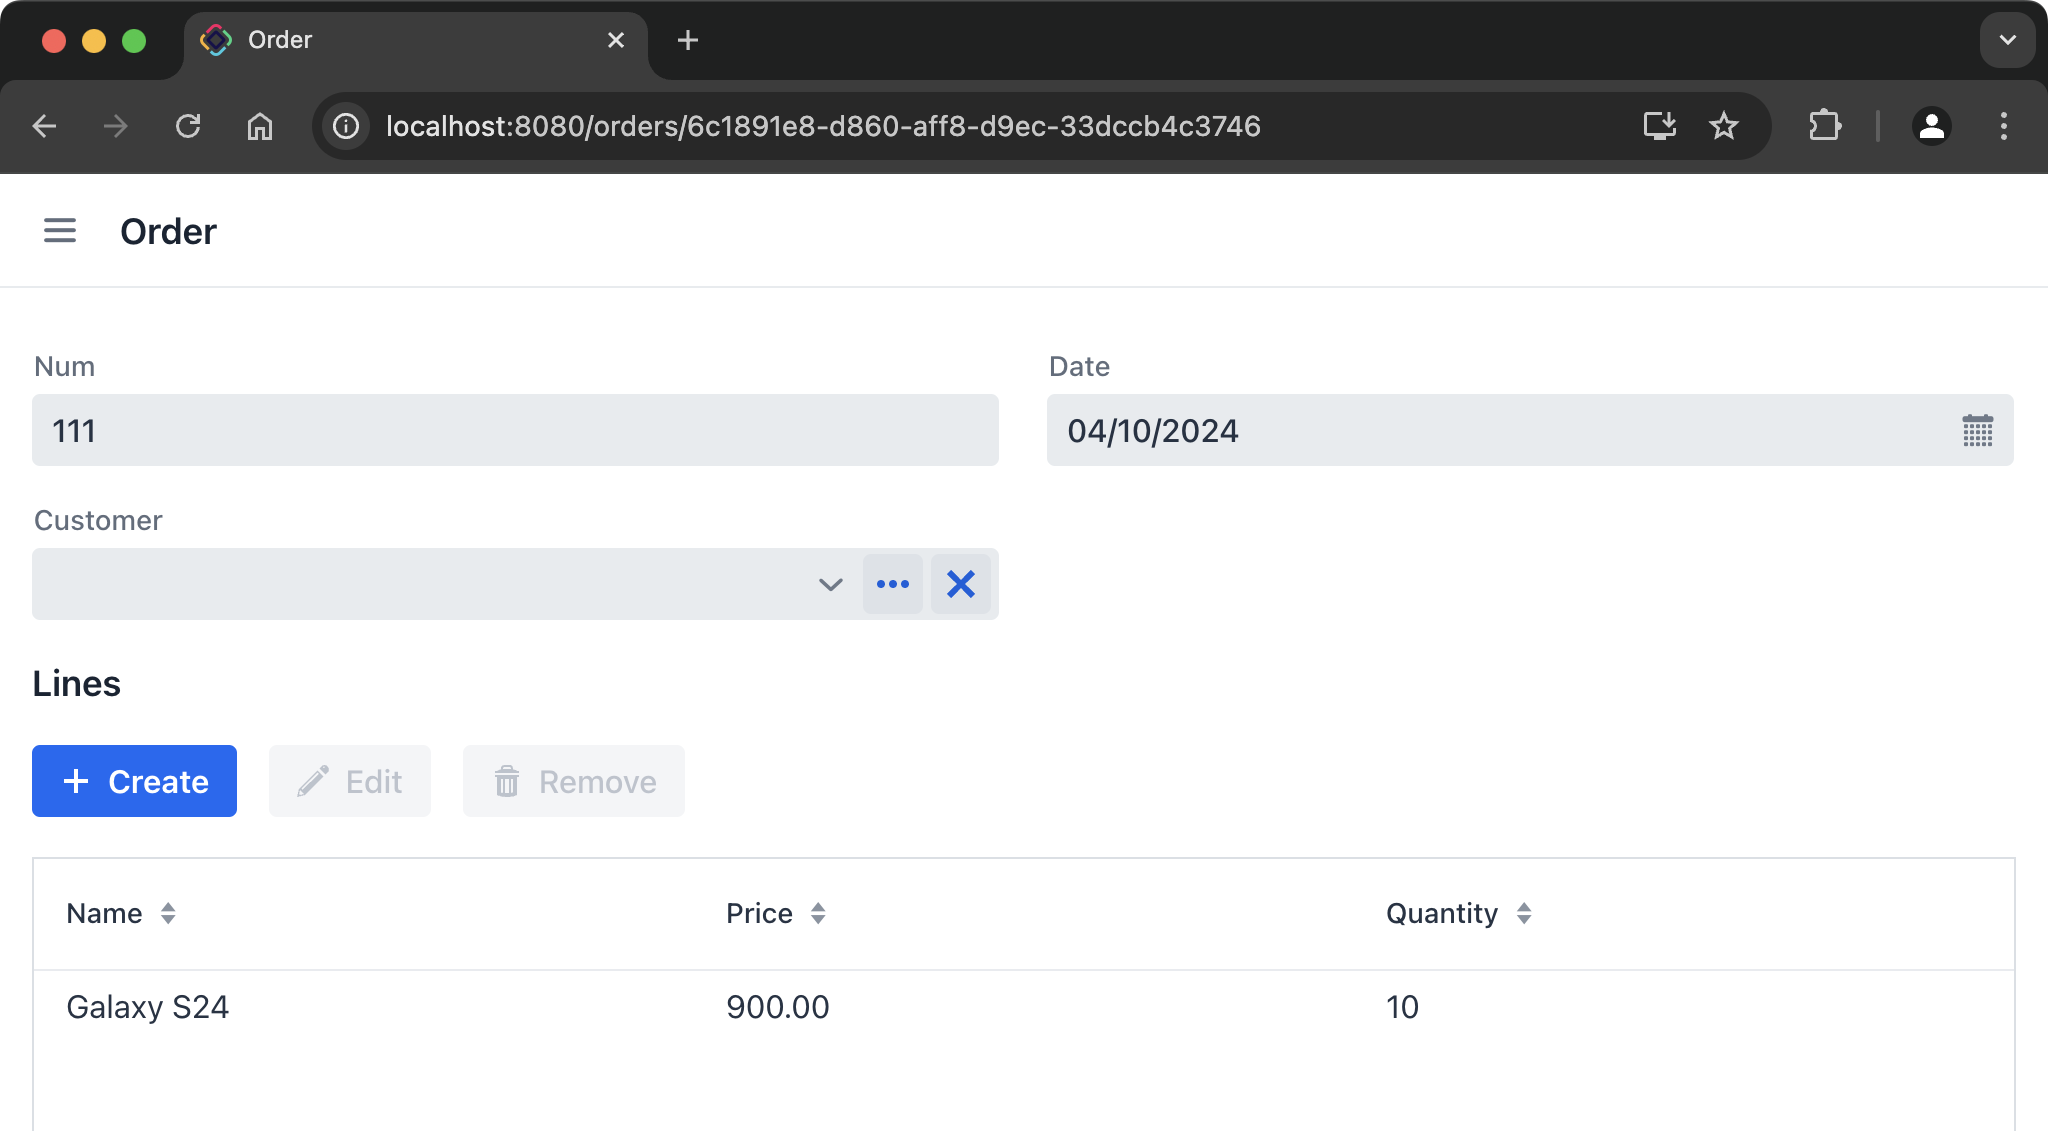 Order
localhost:8080/orders/6c1891e8-d860-aff8-d9ec-33dccb4c3746
Order
Num Date
111 04/10/2024
Customer
Lines
Create Edit Remove
Name Price Quantity
Galaxy S24 900.00 10